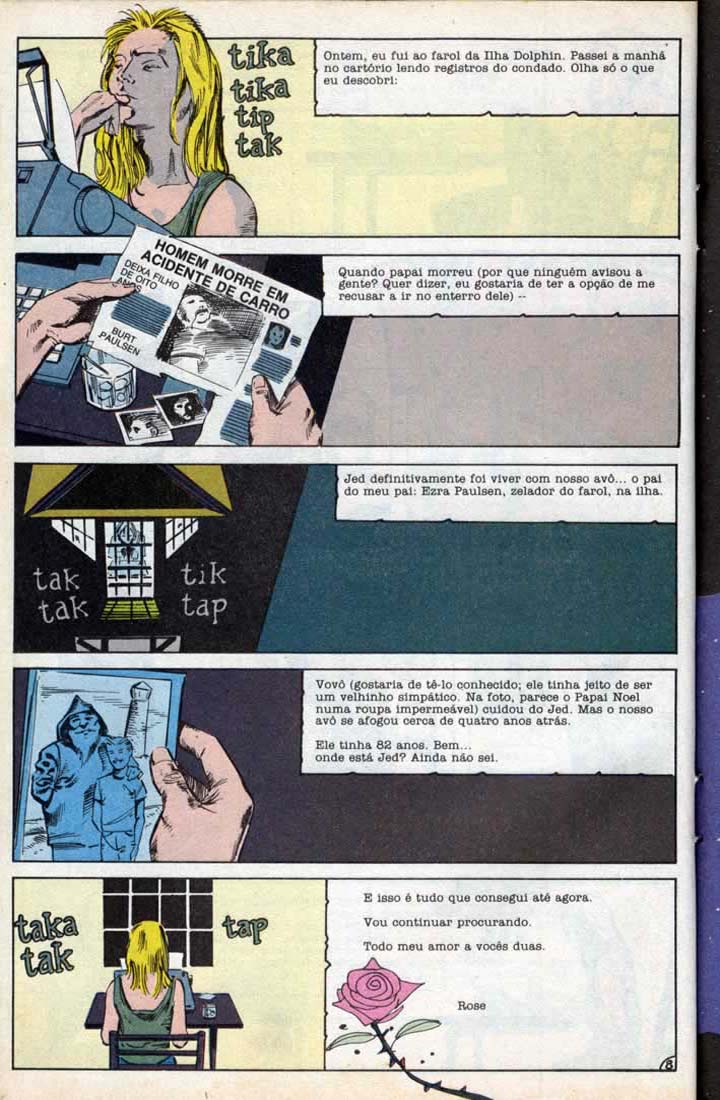 tika
tika
tip
tak
Ontem, eu fui ao farol da Ilha Dolphin. Passei a manhã
no cartório lendo registros do condado. Olha só o que
eu descobri:
HOMEM MORRE EM
ACIDENTE DE CARRO
DEIXA FILHO
DE OITO
ANOS
BURT
PAULSEN
Quando papai morreu (por que ninguém avisou a
gente? Quer dizer, eu gostaria de ter a opção de me
recusar a ir no enterro dele) --
Jed definitivamente foi viver com nosso avô... o pai
do meu pai: Ezra Paulsen, zelador do farol, na ilha.
tak
tak
tik
tap
Vovô (gostaria de tê-lo conhecido; ele tinha jeito de ser
um velhinho simpático. Na foto, parece o Papai Noel
numa roupa impermeável) cuidou do Jed. Mas o nosso
avô se afogou cerca de quatro anos atrás.
Ele tinha 82 anos. Bem...
onde está Jed? Ainda não sei.
taka
tak
tap
E isso é tudo que consegui até agora.
Vou continuar procurando.
Todo meu amor a vocês duas.
Rose
8